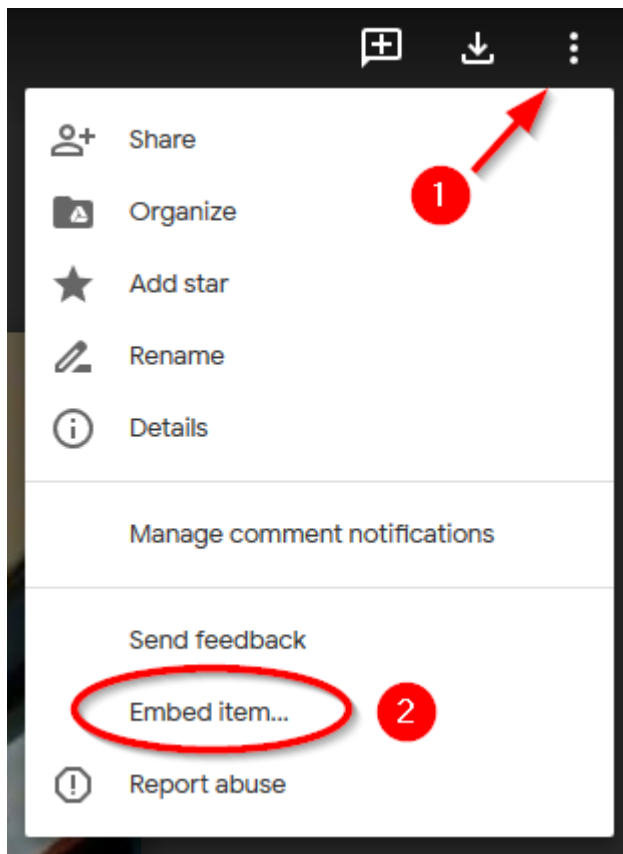 1
Share
Organize
Add star
Rename
Details
Manage comment notifications
Send feedback
Embed item...
2
Report abuse